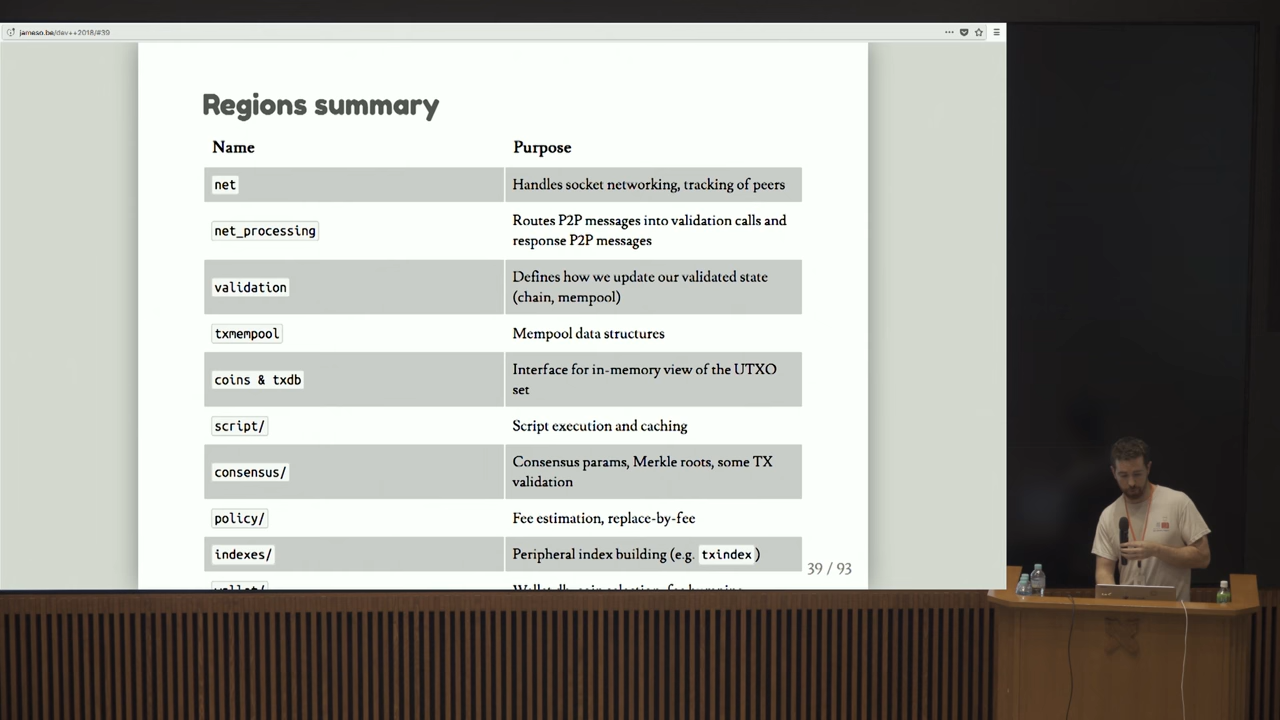 jameso.be/dev++2018/#39
Regions summary
Name Purpose
net Handles socket networking, tracking of peers
net_processing Routes P2P messages into validation calls and
response P2P messages
validation Defines how we update our validated state
(chain, mempool)
txmempool Mempool data structures
coins & txdb Interface for in-memory view of the UTXO
set
script/ Script execution and caching
consensus/ Consensus params, Merkle roots, some TX
validation
policy/ Fee estimation, replace-by-fee
indexes/ Peripheral index building (e.g. txindex)
39 / 93